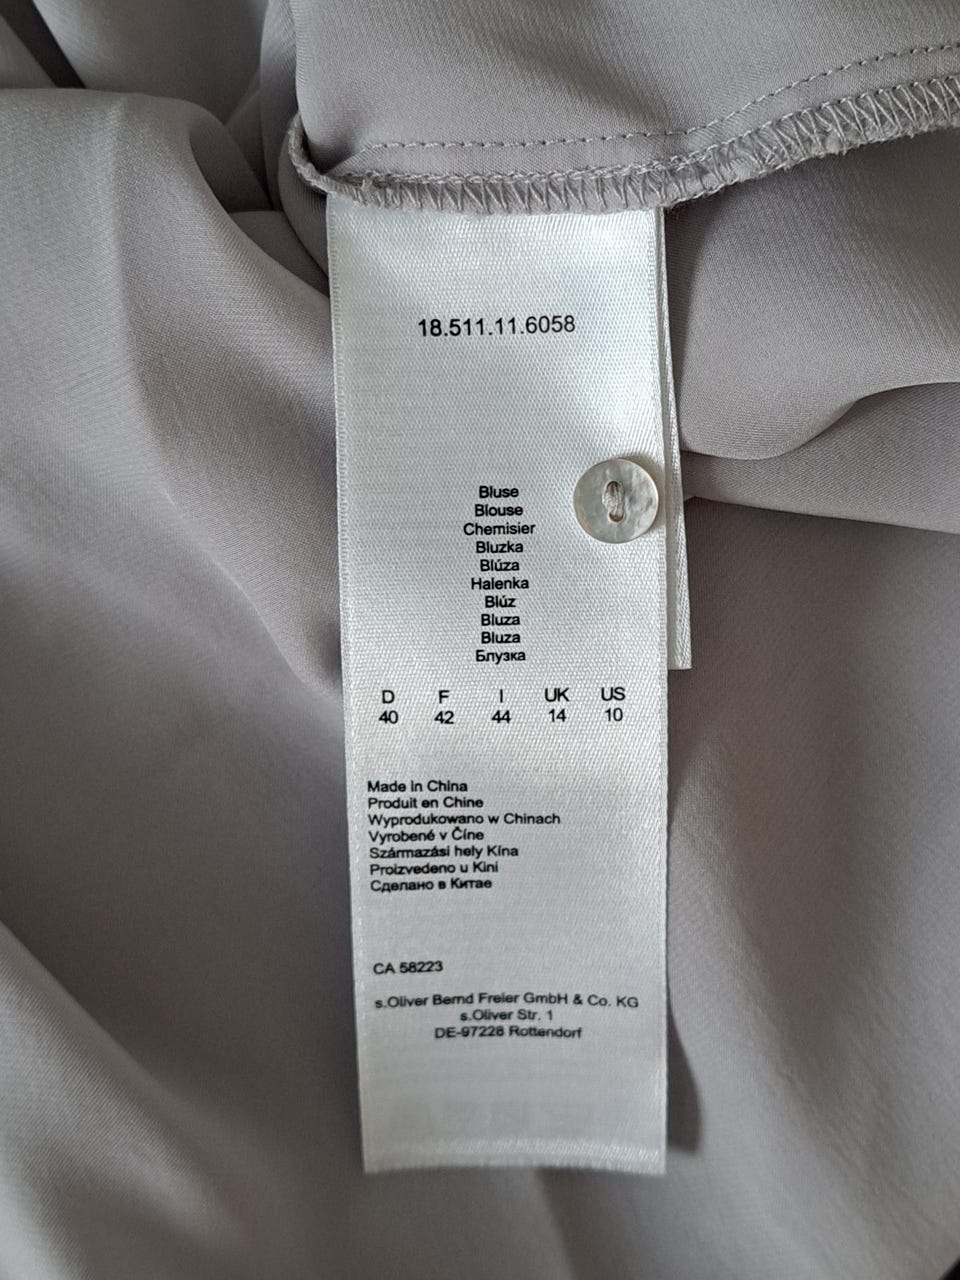 18.511.11.6058
Bluse
Blouse
Chemisier
Bluzka
Blúza
Halenka
Blúz
Bluza
Bluza
Блузка
D F I UK US
40 42 44 14 10
Made in China
Produit en Chine
Wyprodukowano w Chinach
Vyrobené v Číne
Származási hely Kína
Proizvedeno u Kini
Сделано в Китае
CA 58223
s.Oliver Bernd Freier GmbH & Co. KG
s.Oliver Str. 1
DE-97228 Rottendorf